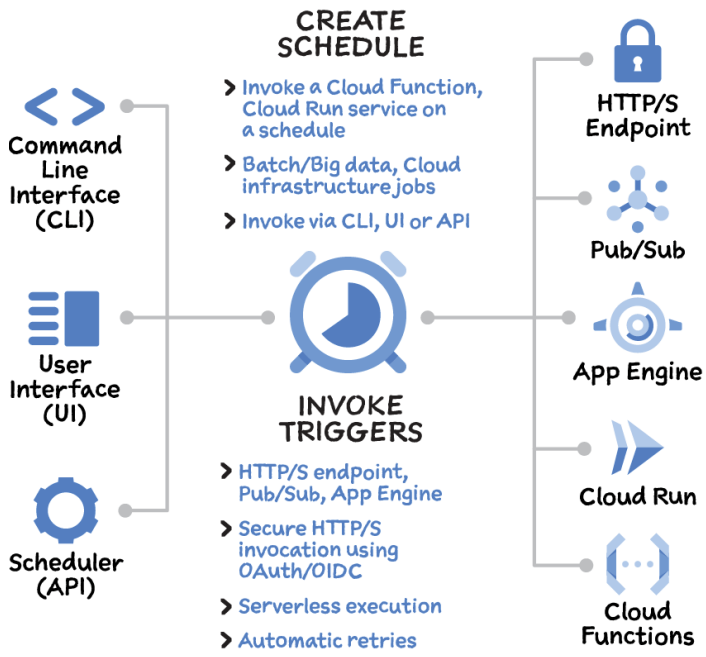 CREATE
SCHEDULE
Invoke a Cloud Function,
Cloud Run service on
a schedule
Batch/Big data, Cloud
infrastructure jobs
Invoke via CLI, UI or API
Command
Line
Interface
(CLI)
User
Interface
(UI)
Scheduler
(API)
INVOKE
TRIGGERS
HTTP/S endpoint,
Pub/Sub, App Engine
Secure HTTP/S
invocation using
OAuth/OIDC
Serverless execution
Automatic retries
HTTP/S
Endpoint
Pub/Sub
App Engine
Cloud Run
Cloud
Functions